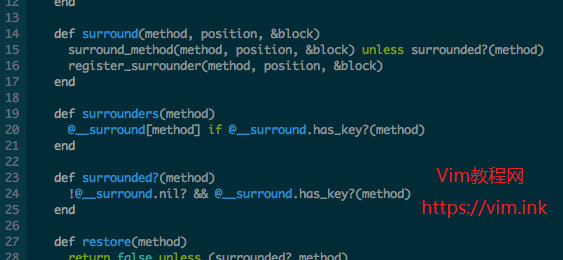 12 end
13
14 def surround(method, position, &block)
15 surround_method(method, position, &block) unless surrounded?(method)
16 register_surrounder(method, position, &block)
17 end
18
19 def surrounders(method)
20 @__surround[method] if @__surround.has_key?(method)
21 end
22
23 def surrounded?(method)
24 !@__surround.nil? && @__surround.has_key?(method)
25 end
26
27 def restore(method)
28 return false unless (surrounded? method)
Vim教程网
https://vim.ink